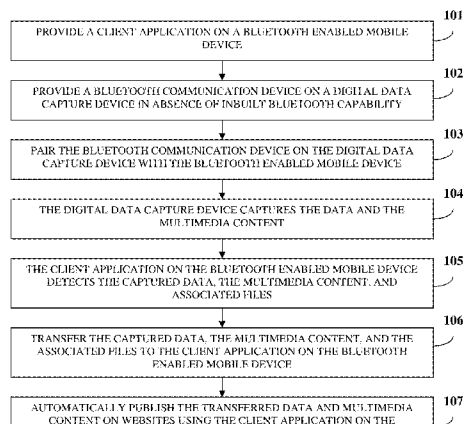 101
PROVIDE A CLIENT APPLICATION ON A BLUETOOTH ENABLED MOBILE
DEVICE
102
PROVIDE A BLUETOOTH COMMUNICATION DEVICE ON A DIGITAL DATA
CAPTURE DEVICE IN ABSENCE OF INBUILT BLUETOOTH CAPABILITY
103
PAIR THE BLUETOOTH COMMUNICATION DEVICE ON THE DIGITAL DATA
CAPTURE DEVICE WITH THE BLUETOOTH ENABLED MOBILE DEVICE
104
THE DIGITAL DATA CAPTURE DEVICE CAPTURES THE DATA AND THE
MULTIMEDIA CONTENT
105
THE CLIENT APPLICATION ON THE BLUETOOTH ENABLED MOBILE DEVICE
DETECTS THE CAPTURED DATA, THE MULTIMEDIA CONTENT, AND
ASSOCIATED FILES
106
TRANSFER THE CAPTURED DATA, THE MULTIMEDIA CONTENT, AND THE
ASSOCIATED FILES TO THE CLIENT APPLICATION ON THE BLUETOOTH
ENABLED MOBILE DEVICE
107
AUTOMATICALLY PUBLISH THE TRANSFERRED DATA AND MULTIMEDIA
CONTENT ON WEBSITES USING THE CLIENT APPLICATION ON THE